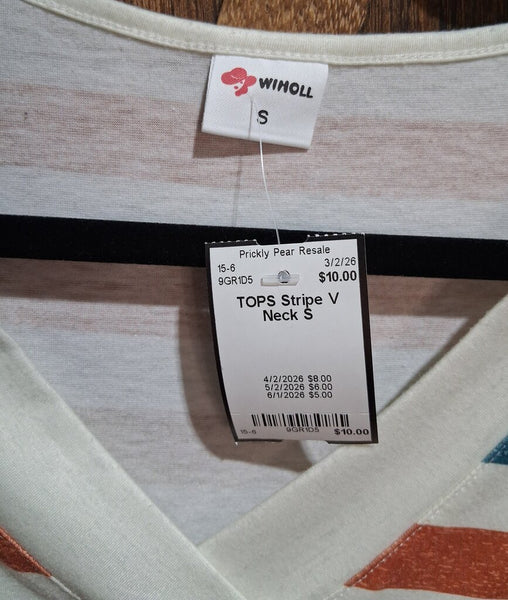 WIHOLL
S
Prickly Pear Resale
15-6 3/2/26
9GR1D5 $10.00
TOPS Stripe V
Neck S
4/2/2026 $8.00
5/2/2026 $6.00
6/1/2026 $5.00
15-6 9GR1D5 $10.00